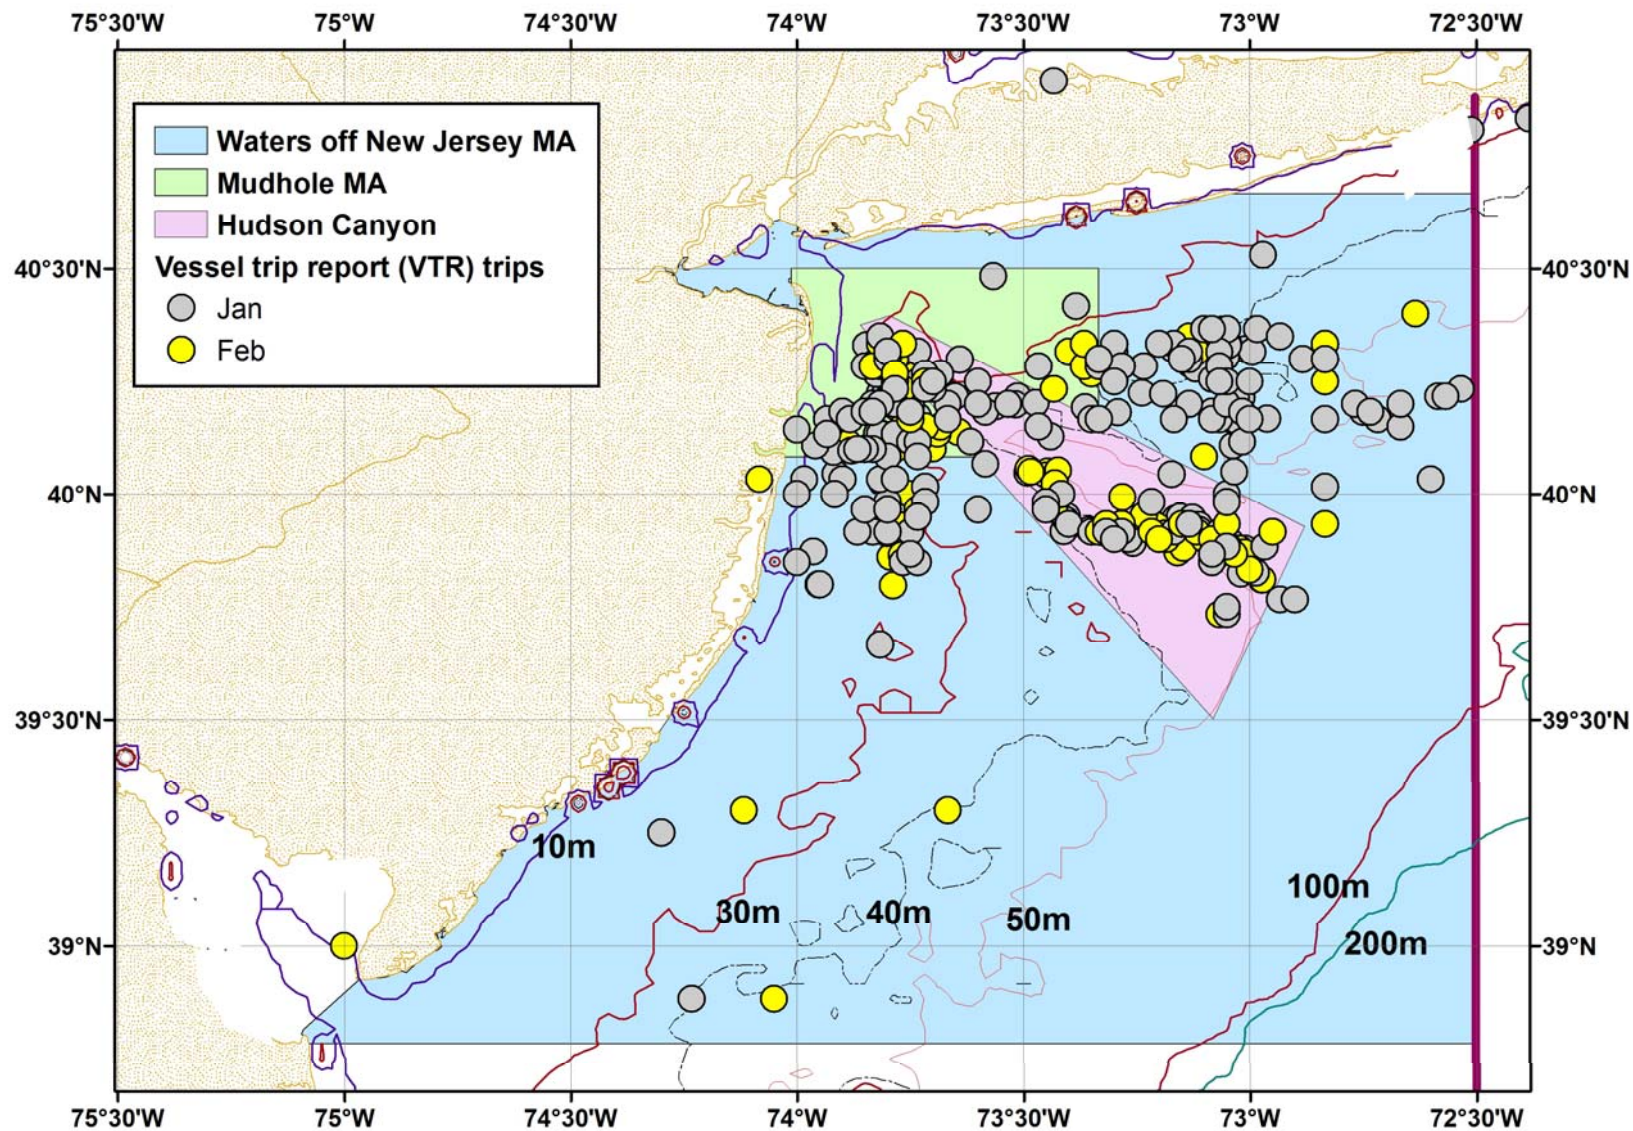 75°30'W 75°W 74°30'W 74°W 73°30'W 73°W 72°30'W
Waters off New Jersey MA
Mudhole MA
Hudson Canyon
Vessel trip report (VTR) trips
Jan
Feb
40°30'N 40°30'N
40°N 40°N
39°30'N 39°30'N
10m
100m
30m 40m 50m
200m
39°N 39°N
75°30'W 75°W 74°30'W 74°W 73°30'W 73°W 72°30'W